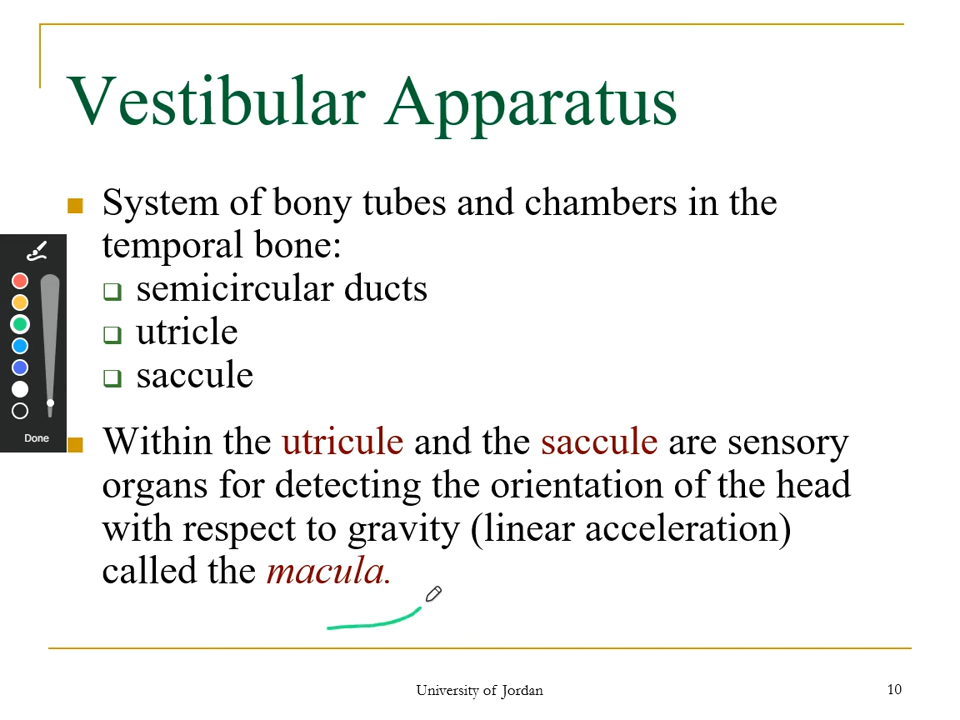 Vestibular Apparatus
System of bony tubes and chambers in the
temporal bone:
semicircular ducts
utricle
saccule
Done
Within the utricule and the saccule are sensory
organs for detecting the orientation of the head
with respect to gravity (linear acceleration)
called the macula.
University of Jordan
10